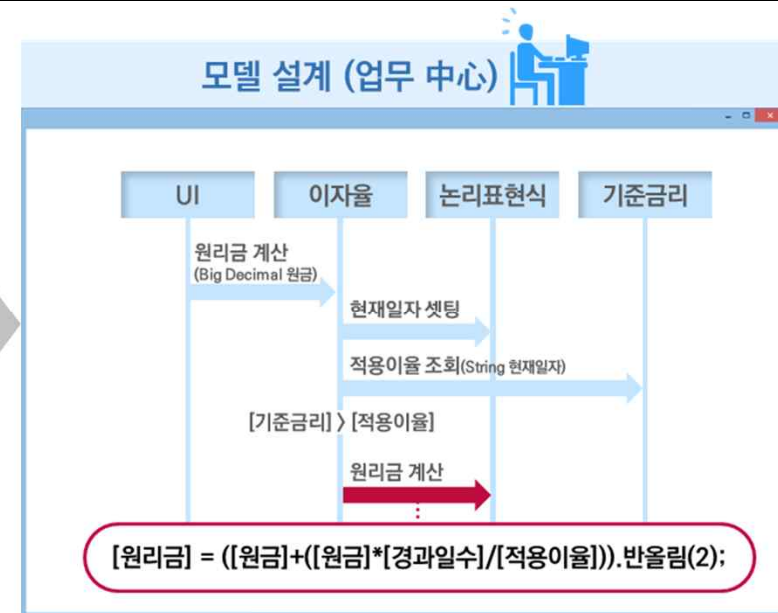 모델 설계 (업무 中心)
UI
이자율
논리표현식
기준금리
원리금 계산
(Big Decimal 원금)
현재일자 셋팅
적용이율 조회(String 현재일자)
[기준금리] > [적용이율]
원리금 계산
[원리금] = ([원금]+([원금]*[경과일수]/[적용이율])).반올림(2);